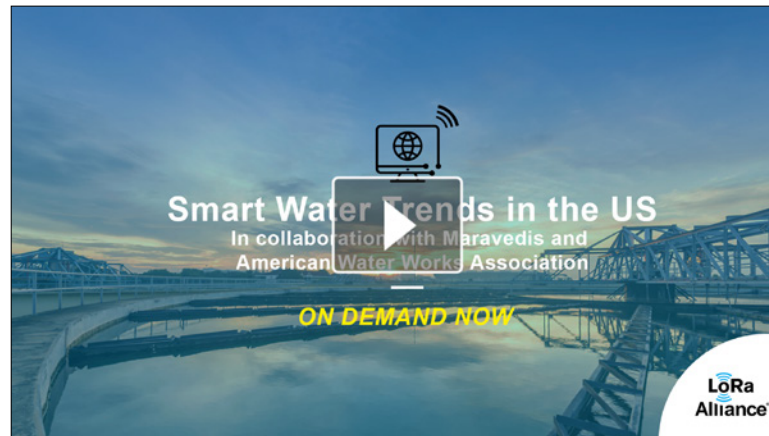 Smart Water Trends in the US
In collaboration with Maravedis and
American Water Works Association
ON DEMAND NOW
LoRa
Alliance®